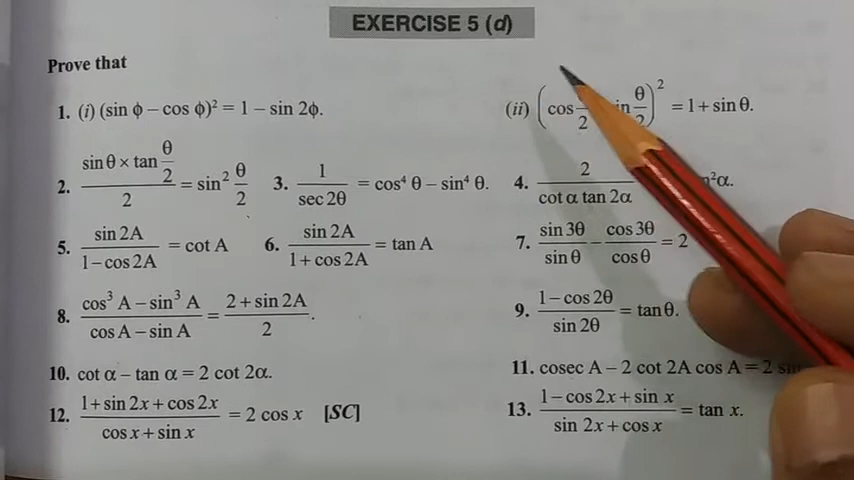 EXERCISE 5 (d)
Prove that
1. (i) (sin ϕ – cos ϕ)² = 1 – sin 2ϕ.
(ii) (cos /2 in θ/2)² = 1 + sin θ.
2. (sin θ × tan θ/2)/2 = sin² θ/2
3. 1/sec 2θ = cos⁴ θ – sin⁴ θ.
4. 2/(cot α tan 2α) ²α.
5. sin 2A/(1 – cos 2A) = cot A
6. sin 2A/(1 + cos 2A) = tan A
7. sin 3θ/sin θ – cos 3θ/cos θ = 2
8. (cos³ A – sin³ A)/(cos A – sin A) = (2 + sin 2A)/2.
9. (1 – cos 2θ)/sin 2θ = tan θ.
10. cot α – tan α = 2 cot 2α.
11. cosec A – 2 cot 2A cos A = 2 sin
12. (1 + sin 2x + cos 2x)/(cos x + sin x) = 2 cos x [SC]
13. (1 – cos 2x + sin x)/(sin 2x + cos x) = tan x.